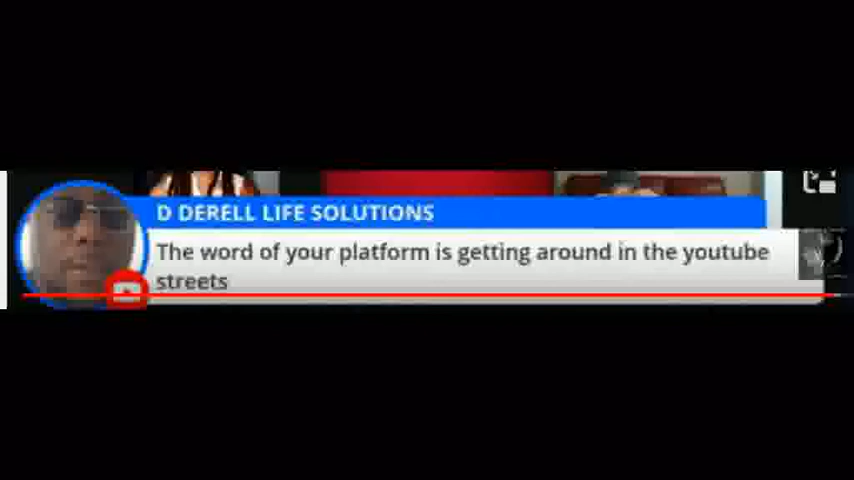 D DERELL LIFE SOLUTIONS
The word of your platform is getting around in the youtube
streets